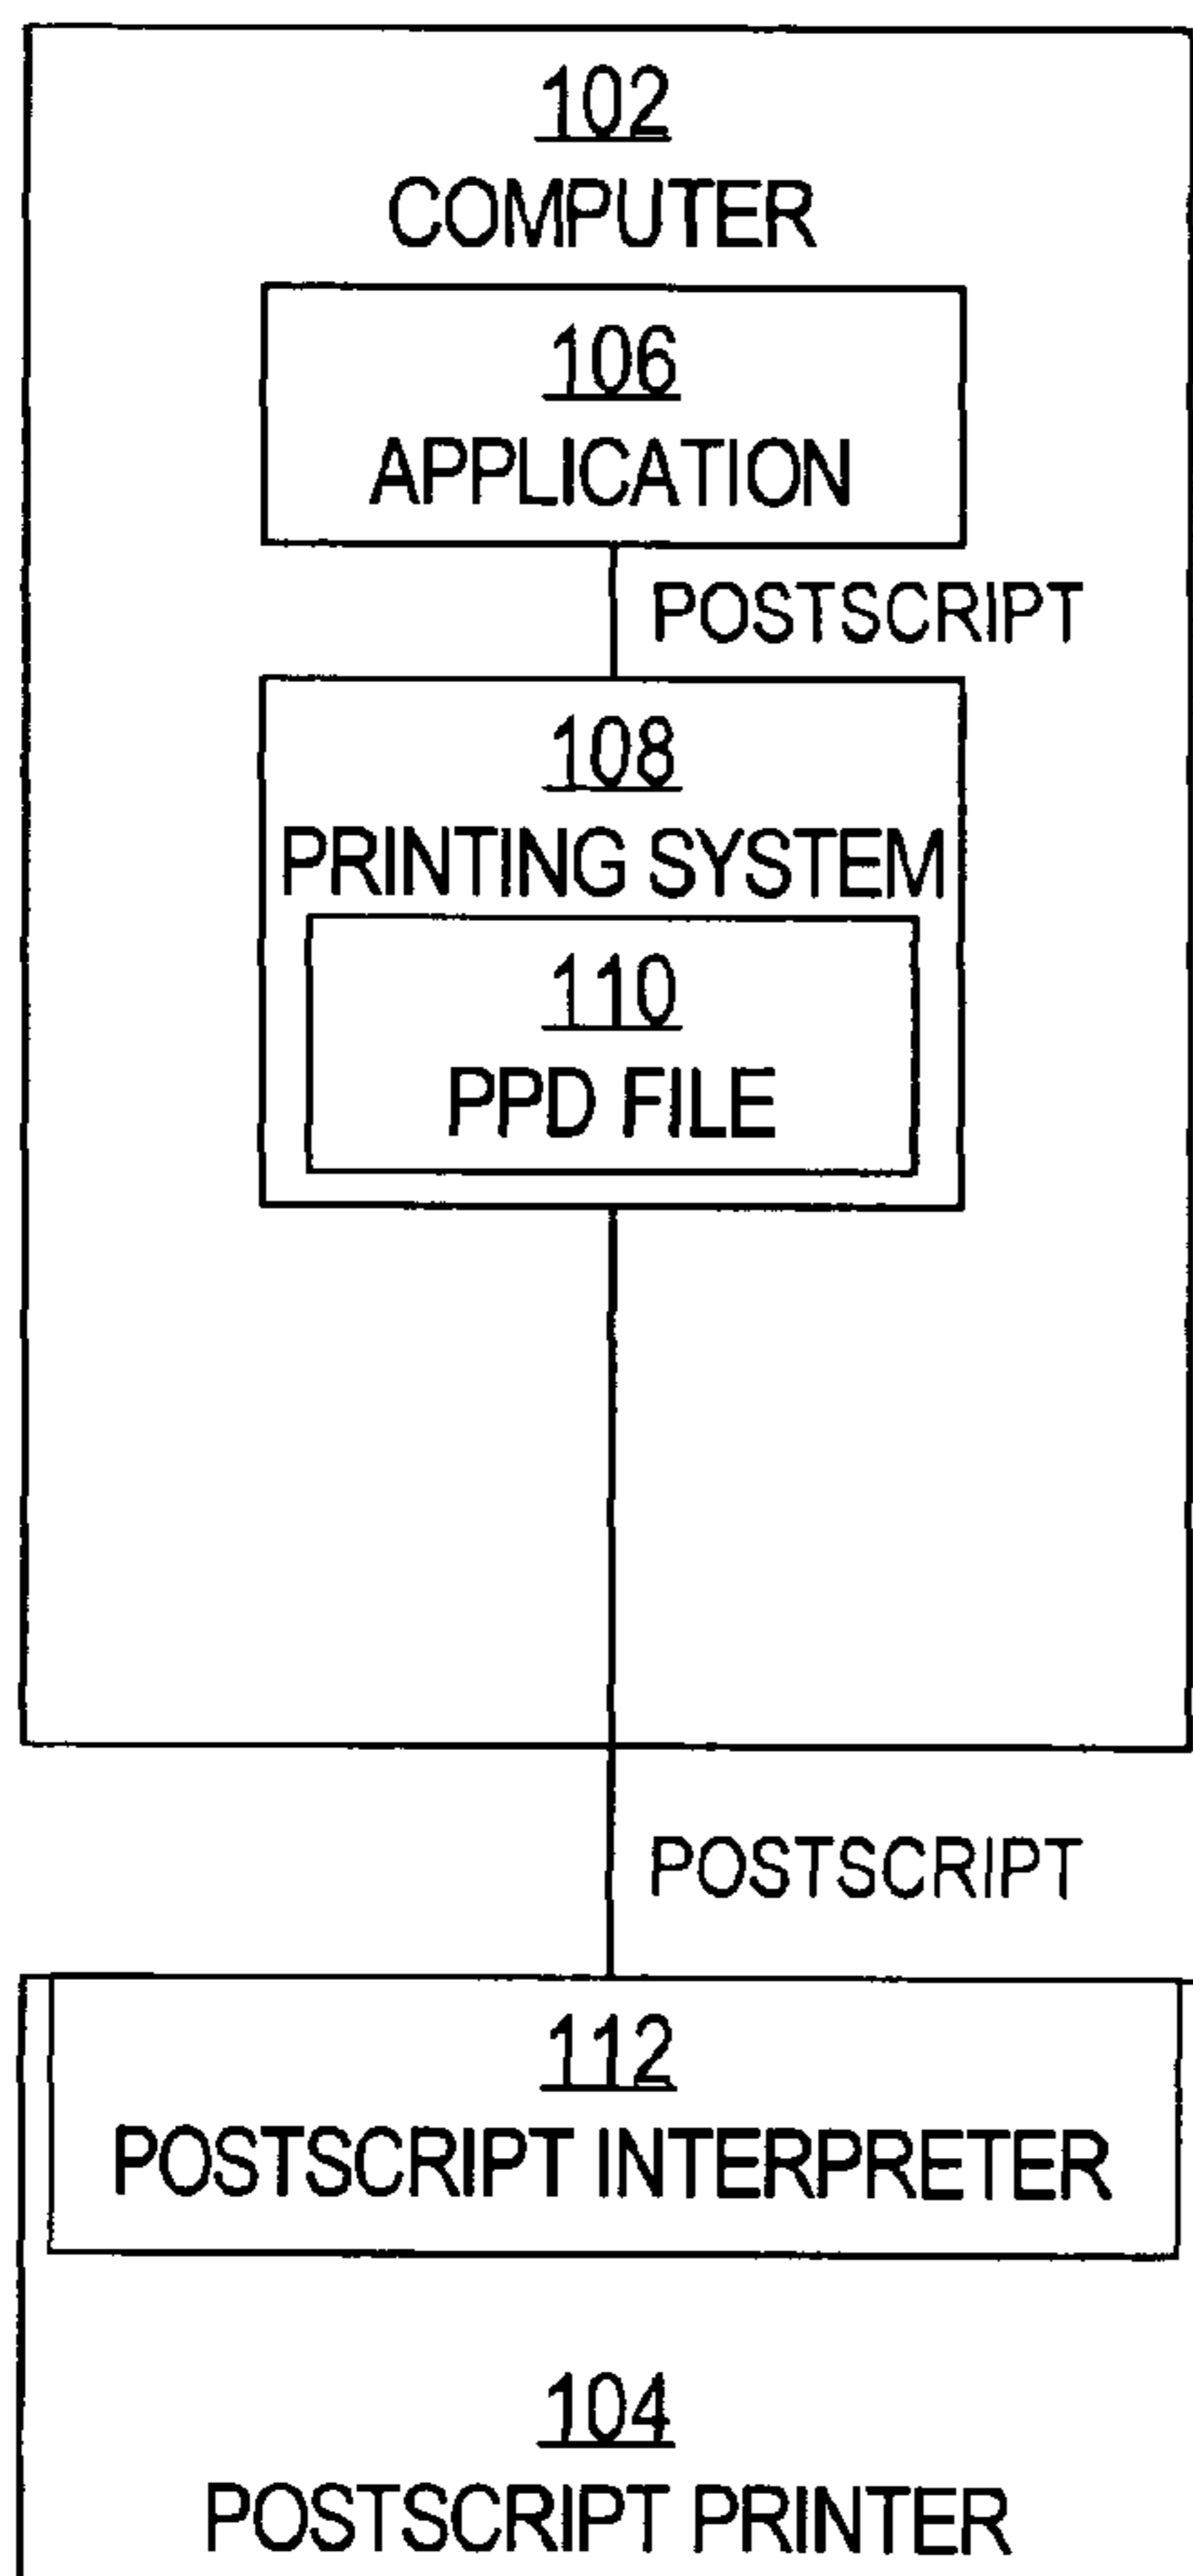 102
COMPUTER
106
APPLICATION
POSTSCRIPT
108
PRINTING SYSTEM
110
PPD FILE
POSTSCRIPT
112
POSTSCRIPT INTERPRETER
104
POSTSCRIPT PRINTER